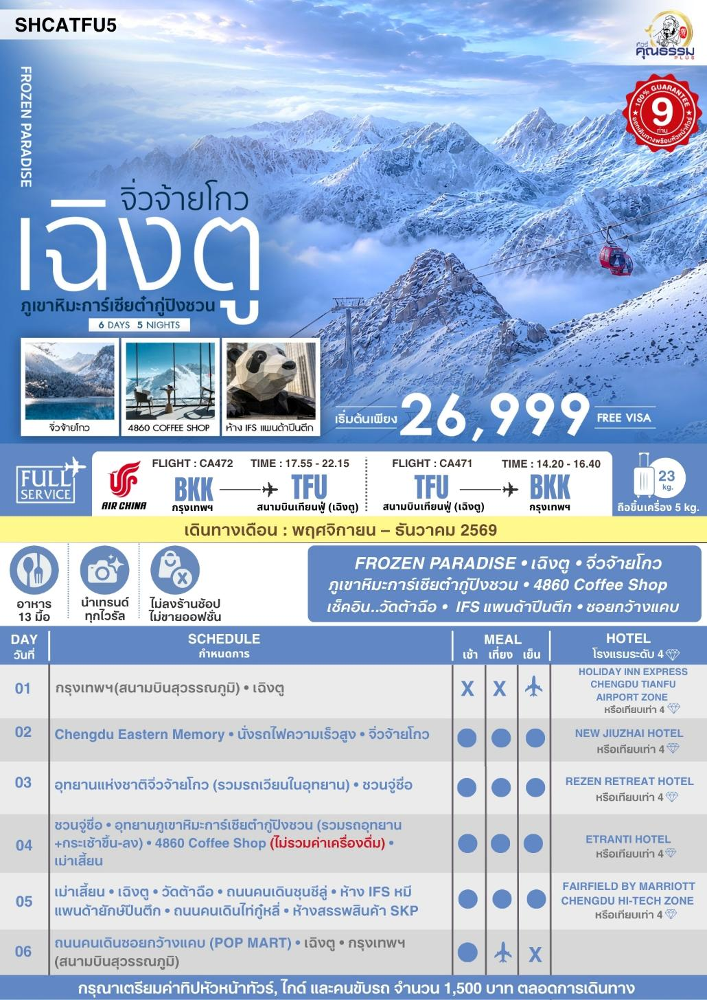 SHCATFU5
ทัวร์
คุณธรรม
PLUS
FROZEN PARADISE
100% GUARANTEE
9
ท่าน
ออกเดินทางพร้อมหัวหน้าทัวร์
จิ่วจ้ายโกว
เฉิงตู
ภูเขาหิมะการ์เซียต๋ากู่ปิงชวน
6 DAYS 5 NIGHTS
จิ่วจ้ายโกว
4860 COFFEE SHOP
ห้าง IFS แพนด้าปีนตึก
เริ่มต้นเพียง 26,999 FREE VISA
FULL
SERVICE
AIR CHINA
FLIGHT : CA472 TIME : 17.55 - 22.15
BKK TFU
กรุงเทพฯ สนามบินเทียนฟู่ (เฉิงตู)
FLIGHT : CA471 TIME : 14.20 - 16.40
TFU BKK
สนามบินเทียนฟู่ (เฉิงตู) กรุงเทพฯ
23
kg.
ถือขึ้นเครื่อง 5 kg.
เดินทางเดือน : พฤศจิกายน – ธันวาคม 2569
อาหาร
13 มื้อ
นำเทรนด์
ทุกไวรัล
ไม่ลงร้านช้อป
ไม่ขายออฟชั่น
FROZEN PARADISE • เฉิงตู • จิ่วจ้ายโกว
ภูเขาหิมะการ์เซียต๋ากู่ปิงชวน • 4860 Coffee Shop
เช็คอิน..วัดต้าฉือ • IFS แพนด้าปีนตึก • ซอยกว้างแคบ
DAY SCHEDULE MEAL HOTEL
วันที่ กำหนดการ เช้า เที่ยง เย็น โรงแรมระดับ 4
01 กรุงเทพฯ(สนามบินสุวรรณภูมิ) • เฉิงตู X X
HOLIDAY INN EXPRESS
CHENGDU TIANFU
AIRPORT ZONE
หรือเทียบเท่า 4
02 Chengdu Eastern Memory • นั่งรถไฟความเร็วสูง • จิ่วจ้ายโกว
NEW JIUZHAI HOTEL
หรือเทียบเท่า 4
03 อุทยานแห่งชาติจิ่วจ้ายโกว (รวมรถเวียนในอุทยาน) • ชวนจู่ซื่อ
REZEN RETREAT HOTEL
หรือเทียบเท่า 4
04 ชวนจู่ซื่อ • อุทยานภูเขาหิมะการ์เซียต๋ากู่ปิงชวน (รวมรถอุทยาน
+กระเช้าขึ้น-ลง) • 4860 Coffee Shop (ไม่รวมค่าเครื่องดื่ม) •
เม่าเสี้ยน
ETRANTI HOTEL
หรือเทียบเท่า 4
05 เม่าเสี้ยน • เฉิงตู • วัดต้าฉือ • ถนนคนเดินชุนซีลู่ • ห้าง IFS หมี
แพนด้ายักษ์ปีนตึก • ถนนคนเดินไท่กู๋หลี่ • ห้างสรรพสินค้า SKP
FAIRFIELD BY MARRIOTT
CHENGDU HI-TECH ZONE
หรือเทียบเท่า 4
06 ถนนคนเดินซอยกว้างแคบ (POP MART) • เฉิงตู • กรุงเทพฯ
(สนามบินสุวรรณภูมิ) X
กรุณาเตรียมค่าทิปหัวหน้าทัวร์, ไกด์ และคนขับรถ จำนวน 1,500 บาท ตลอดการเดินทาง